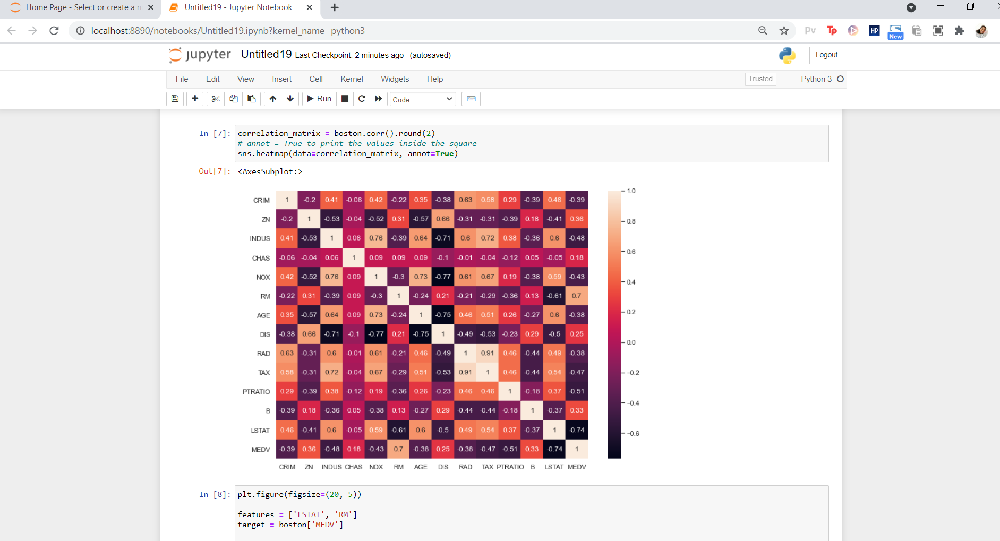 Home Page - Select or create a n
Untitled19 - Jupyter Notebook
localhost:8890/notebooks/Untitled19.ipynb?kernel_name=python3
Pv Tp HP New
jupyter Untitled19 Last Checkpoint: 2 minutes ago (autosaved)
Logout
File Edit View Insert Cell Kernel Widgets Help
Trusted
Python 3
Run
Code
In [7]: correlation_matrix = boston.corr().round(2)
# annot = True to print the values inside the square
sns.heatmap(data=correlation_matrix, annot=True)
Out[7]: <AxesSubplot:>
CRIM 1 -0.2 0.41 -0.06 0.42 -0.22 0.35 -0.38 0.63 0.58 0.29 -0.39 0.46 -0.39
ZN -0.2 1 -0.53 -0.04 -0.52 0.31 -0.57 0.66 -0.31 -0.31 -0.39 0.18 -0.41 0.36
INDUS 0.41 -0.53 1 0.06 0.76 -0.39 0.64 -0.71 0.6 0.72 0.38 -0.36 0.6 -0.48
CHAS -0.06 -0.04 0.06 1 0.09 0.09 0.09 -0.1 -0.01 -0.04 -0.12 0.05 -0.05 0.18
NOX 0.42 -0.52 0.76 0.09 1 -0.3 0.73 -0.77 0.61 0.67 0.19 -0.38 0.59 -0.43
RM -0.22 0.31 -0.39 0.09 -0.3 1 -0.24 0.21 -0.21 -0.29 -0.36 0.13 -0.61 0.7
AGE 0.35 -0.57 0.64 0.09 0.73 -0.24 1 -0.75 0.46 0.51 0.26 -0.27 0.6 -0.38
DIS -0.38 0.66 -0.71 -0.1 -0.77 0.21 -0.75 1 -0.49 -0.53 -0.23 0.29 -0.5 0.25
RAD 0.63 -0.31 0.6 -0.01 0.61 -0.21 0.46 -0.49 1 0.91 0.46 -0.44 0.49 -0.38
TAX 0.58 -0.31 0.72 -0.04 0.67 -0.29 0.51 -0.53 0.91 1 0.46 -0.44 0.54 -0.47
PTRATIO 0.29 -0.39 0.38 -0.12 0.19 -0.36 0.26 -0.23 0.46 0.46 1 -0.18 0.37 -0.51
B -0.39 0.18 -0.36 0.05 -0.38 0.13 -0.27 0.29 -0.44 -0.44 -0.18 1 -0.37 0.33
LSTAT 0.46 -0.41 0.6 -0.05 0.59 -0.61 0.6 -0.5 0.49 0.54 0.37 -0.37 1 -0.74
MEDV -0.39 0.36 -0.48 0.18 -0.43 0.7 -0.38 0.25 -0.38 -0.47 -0.51 0.33 -0.74 1
CRIM ZN INDUS CHAS NOX RM AGE DIS RAD TAX PTRATIO B LSTAT MEDV
1.0
0.8
0.6
0.4
0.2
0.0
-0.2
-0.4
-0.6
In [8]: plt.figure(figsize=(20, 5))
features = ['LSTAT', 'RM']
target = boston['MEDV']